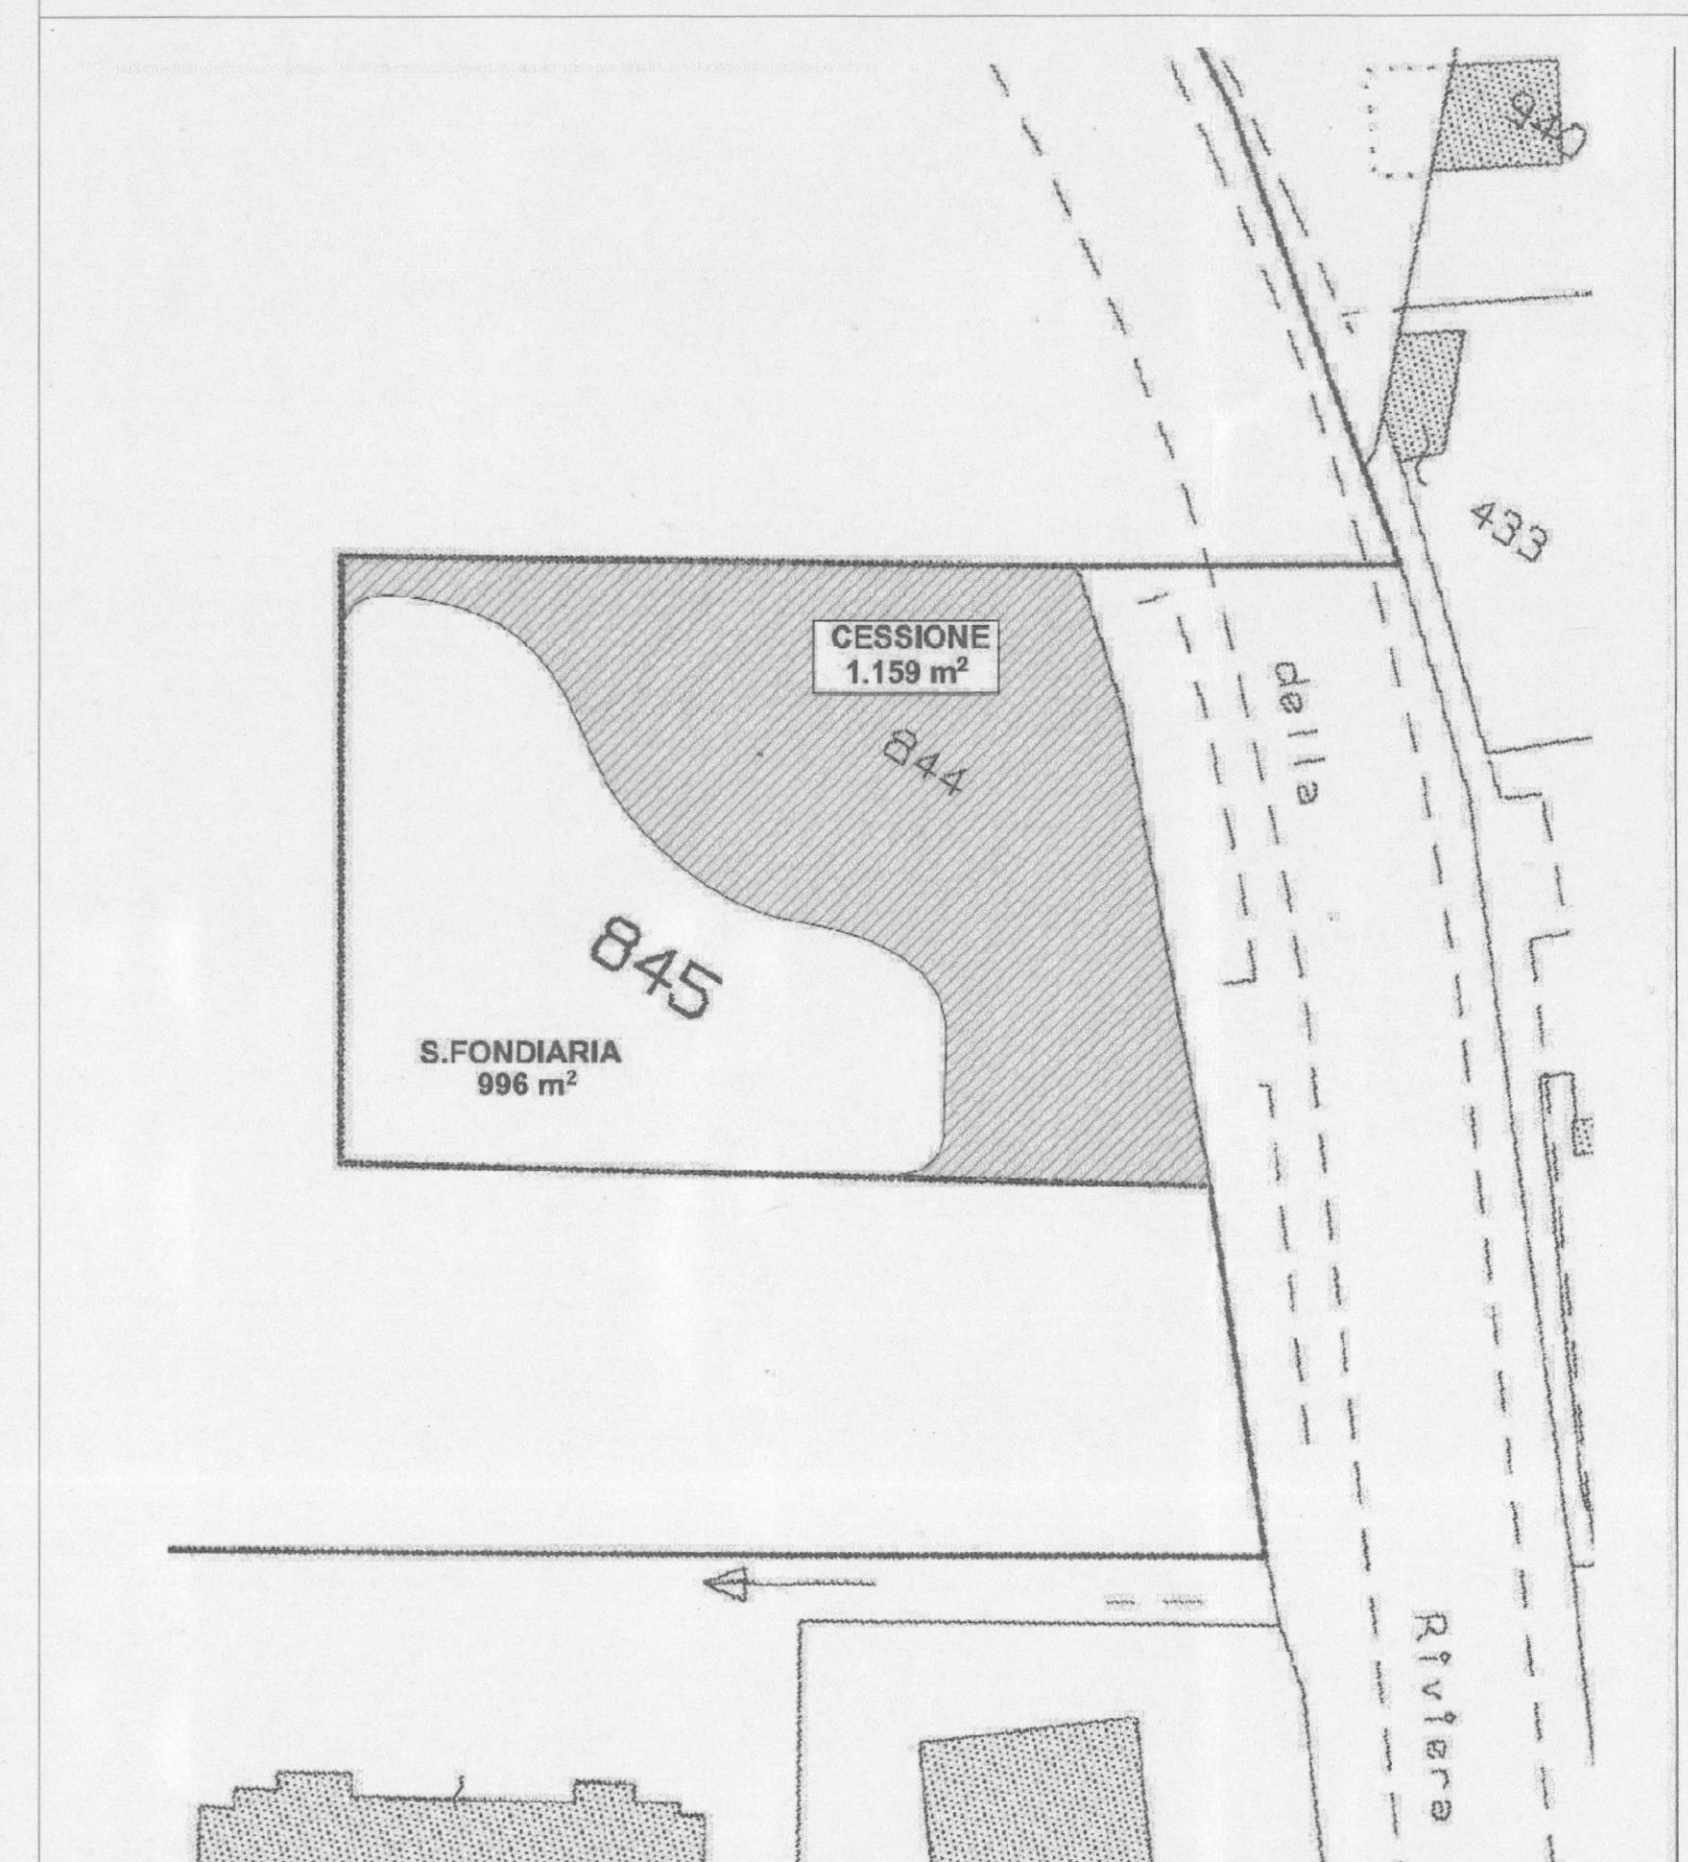 940
433
CESSIONE
1.159 m²
della
844
845
S.FONDIARIA
996 m²
Riviera